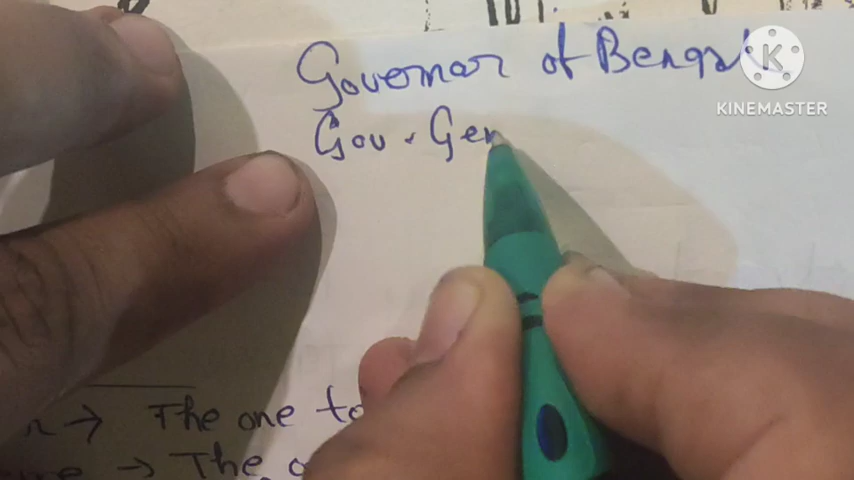 Governor of Bengal
Gov. Gen
KINEMASTER
→ The one to
→ The